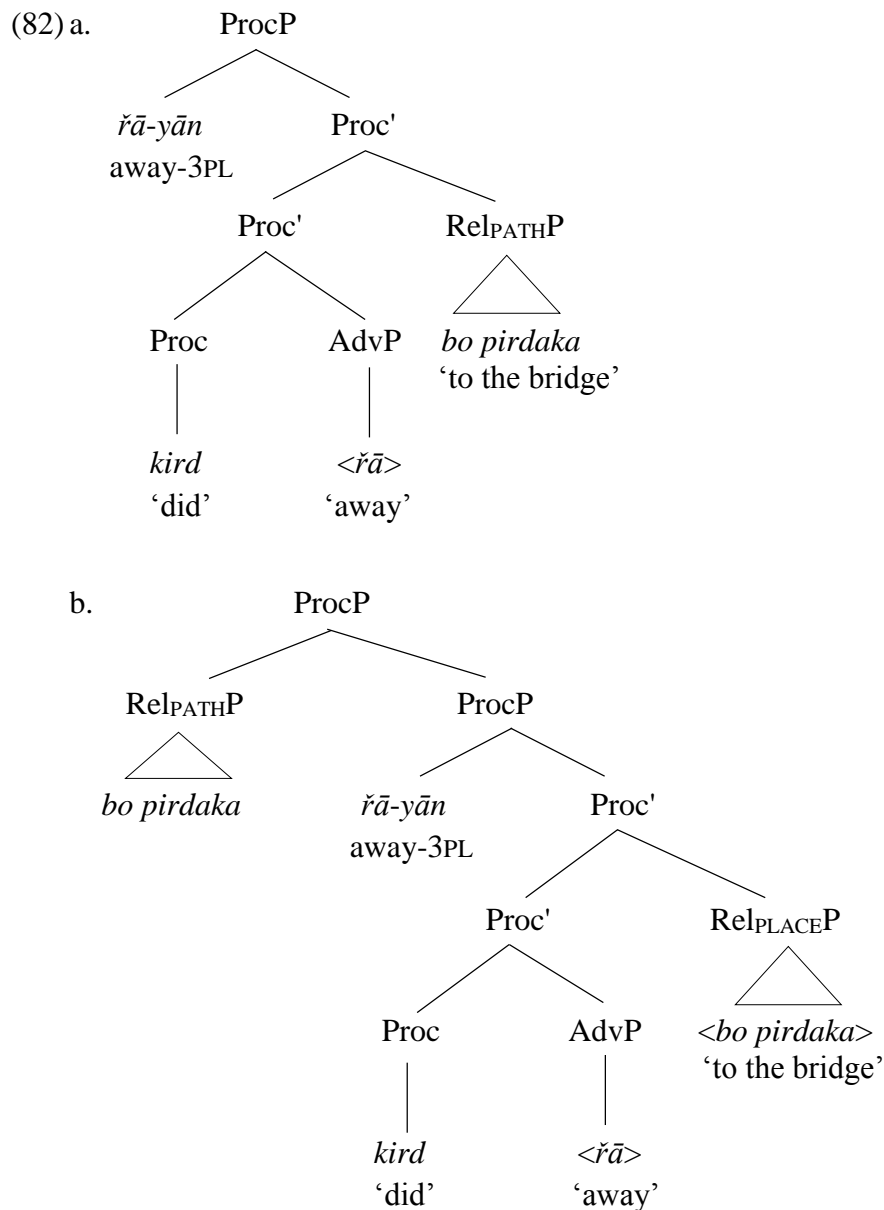 (82) a. ProcP
řā-yān Proc'
away-3PL
Proc' RelPATHP
Proc AdvP bo pirdaka
‘to the bridge’
kird <řā>
‘did’ ‘away’
b. ProcP
RelPATHP ProcP
bo pirdaka řā-yān Proc'
away-3PL
Proc' RelPLACEP
Proc AdvP <bo pirdaka>
‘to the bridge’
kird <řā>
‘did’ ‘away’